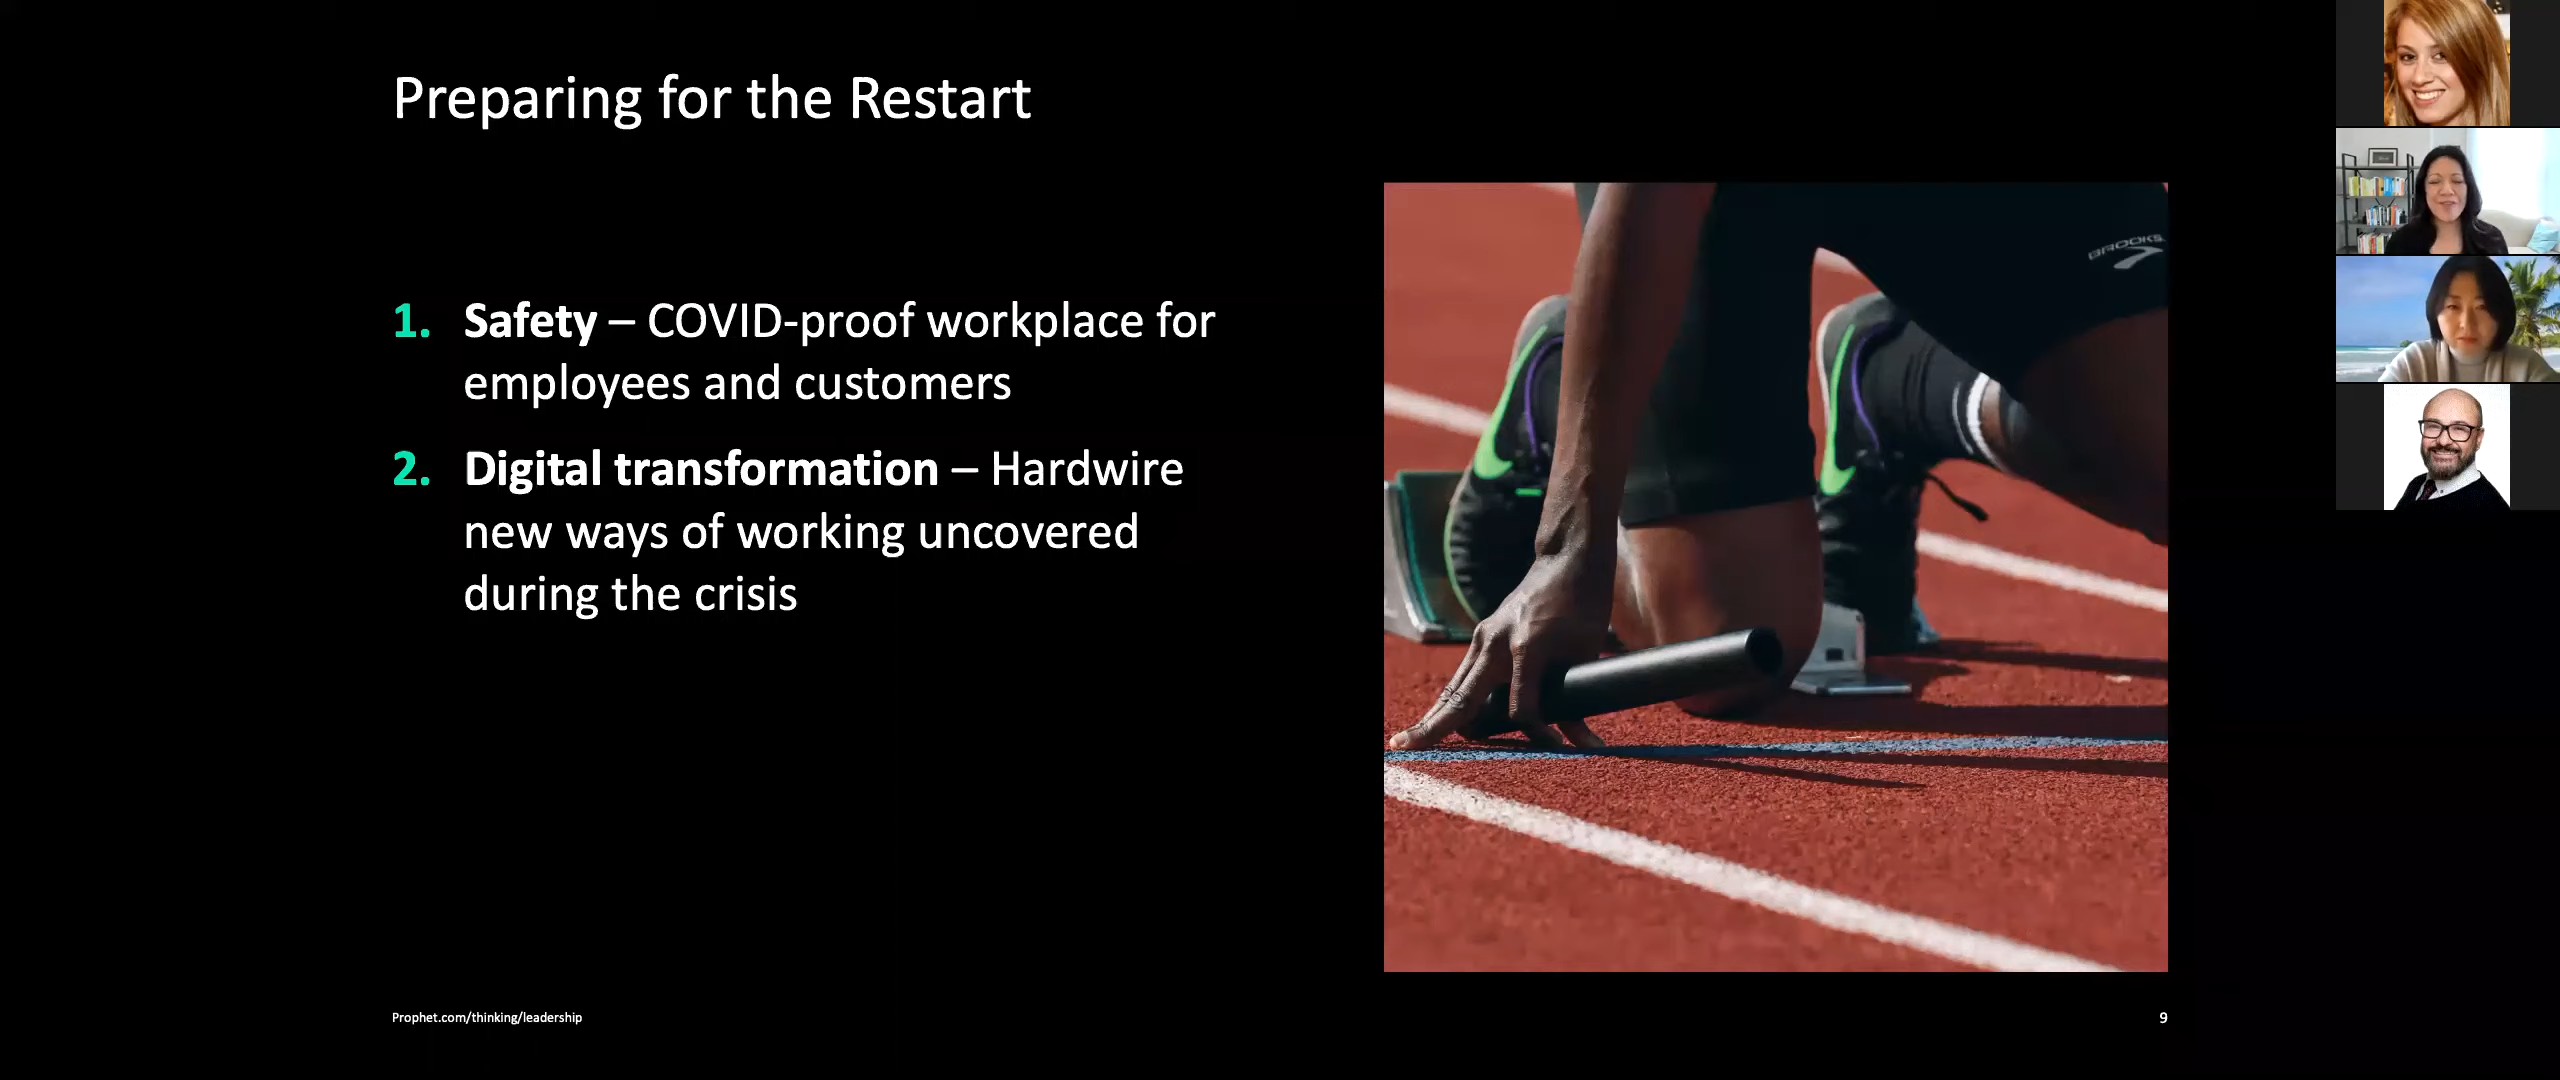 Preparing for the Restart
1. Safety – COVID-proof workplace for
employees and customers
2. Digital transformation – Hardwire
new ways of working uncovered
during the crisis
BROOKS
Prophet.com/thinking/leadership
9